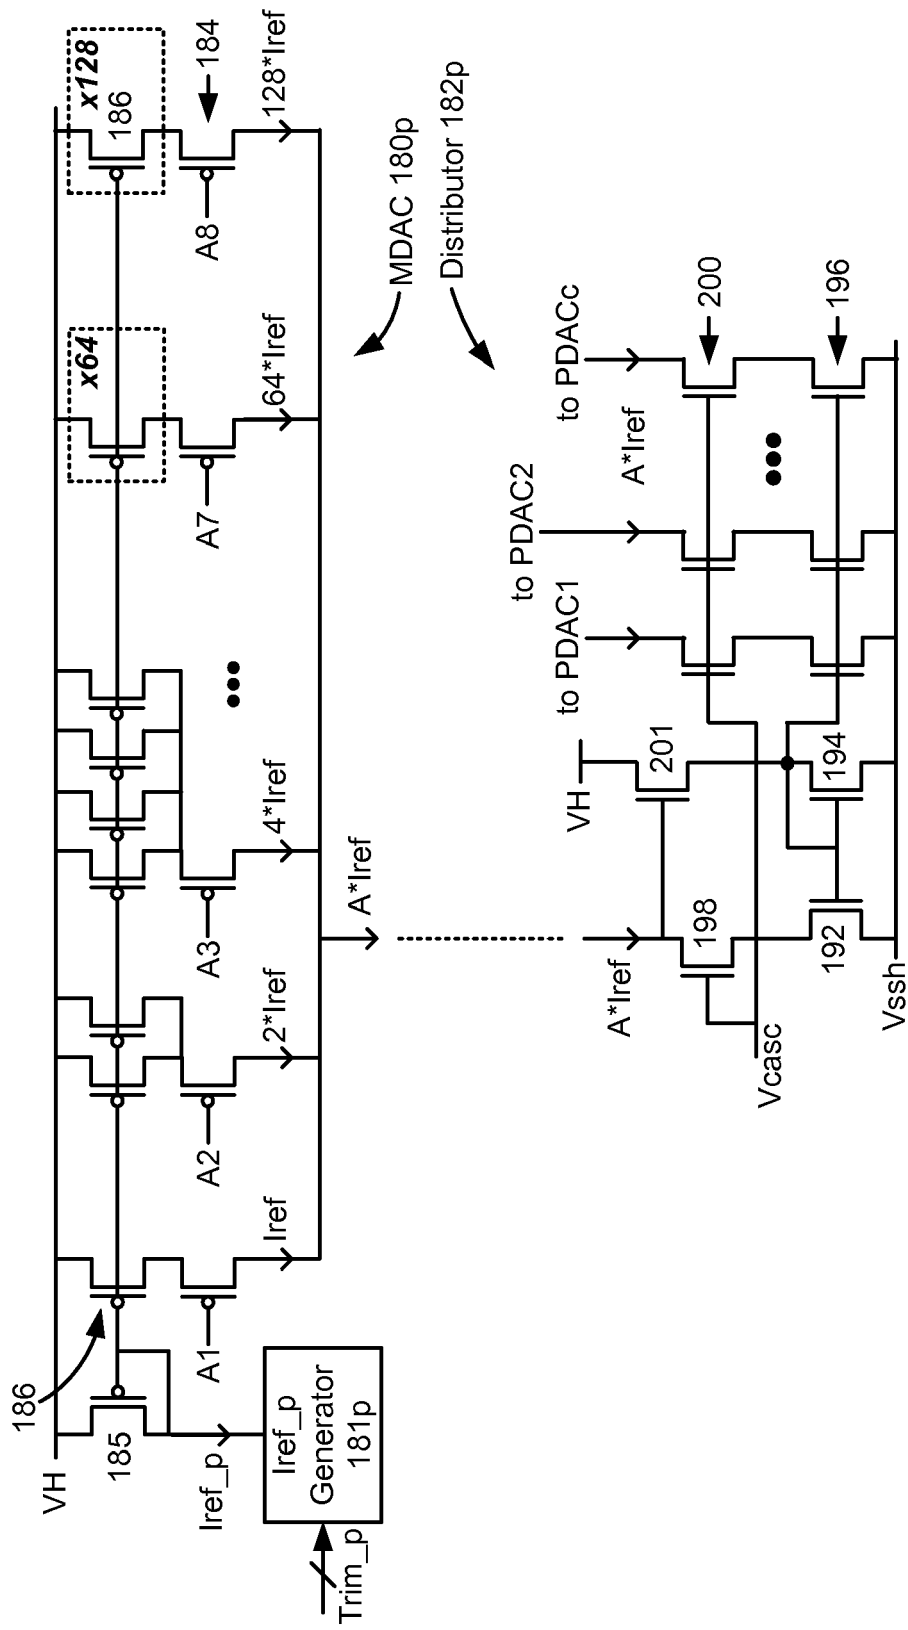 VH
186
185
Iref_p
Trim_p
Iref_p
Generator
181p
A1
Iref
A2
2*Iref
A3
4*Iref
A7
64*Iref
x64
A8
128*Iref
x128
186
184
A*Iref
MDAC 180p
Distributor 182p
A*Iref
VH
201
198
192
194
Vcasc
Vssh
to PDAC1
to PDAC2
to PDACc
A*Iref
200
196